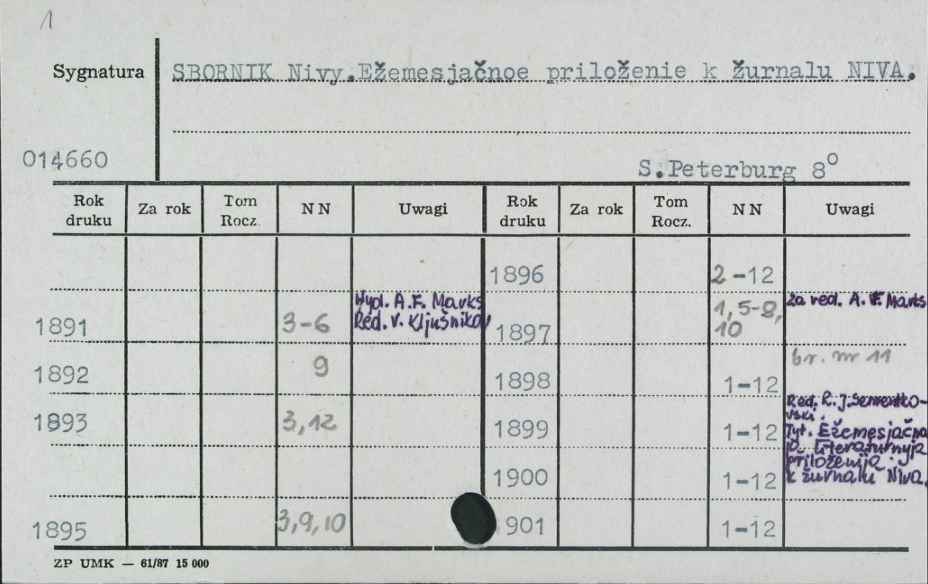 1
Sygnatura SBORNIK Nivy.Ežemesjačnoe priloženie k žurnalu NIVA.
014660 S.Peterburg 8°
Rok druku Za rok Tom Rocz. NN Uwagi Rok druku Za rok Tom Rocz. NN Uwagi
1896 2-12
1891 3-6 Wyd. A.F. Marks Red. V.Ključnikov 1897 1,5-8, 10 za red. A. F. Marks
1892 9 1898 1-12 br. nr 11
1893 3,12 1899 1-12 Red. R.J. Sementko-vski. Tyt. Ežemesjačna literaturnyja priloženija k žurnalu Niva.
1900 1-12
1895 3,9,10 901 1-12
ZP UMK — 61/87 15 000